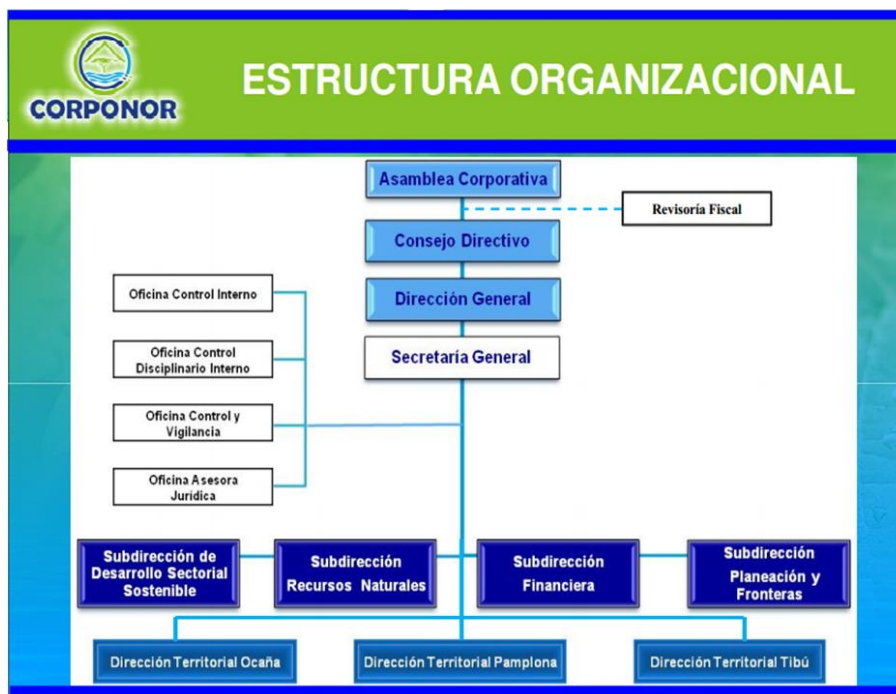 CORPONOR
ESTRUCTURA ORGANIZACIONAL
Asamblea Corporativa
Revisoría Fiscal
Consejo Directivo
Dirección General
Secretaría General
Oficina Control Interno
Oficina Control
Disciplinario Interno
Oficina Control y
Vigilancia
Oficina Asesora
Jurídica
Subdirección de
Desarrollo Sectorial
Sostenible
Subdirección
Recursos Naturales
Subdirección
Financiera
Subdirección
Planeación y
Fronteras
Dirección Territorial Ocaña
Dirección Territorial Pamplona
Dirección Territorial Tibú